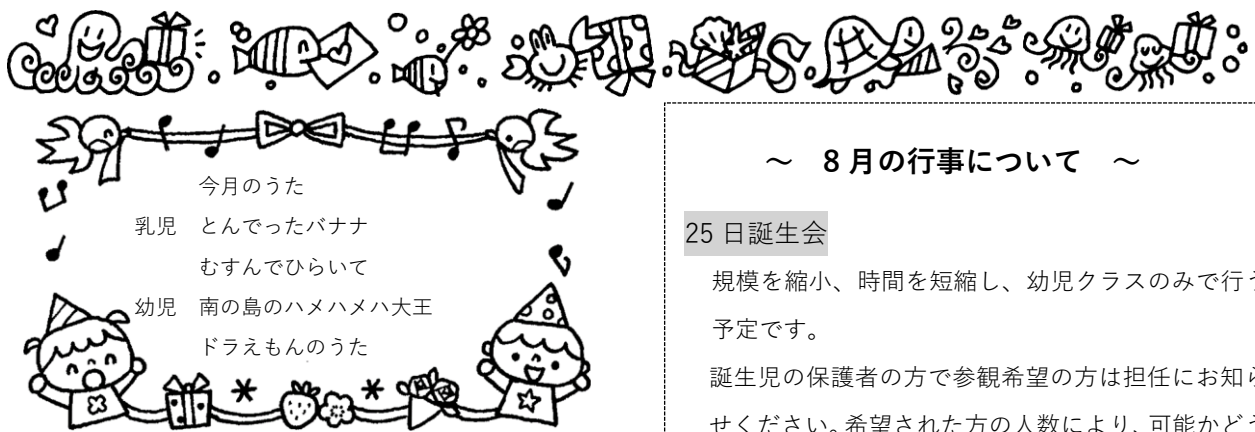 今月のうた
乳児 とんでったバナナ
むすんでひらいて
幼児 南の島のハメハメハ大王
ドラえもんのうた
~ 8月の行事について ~
25日誕生会
規模を縮小、時間を短縮し、幼児クラスのみで行う
予定です。
誕生児の保護者の方で参観希望の方は担任にお知ら
せください。希望された方の人数により、可能かどう